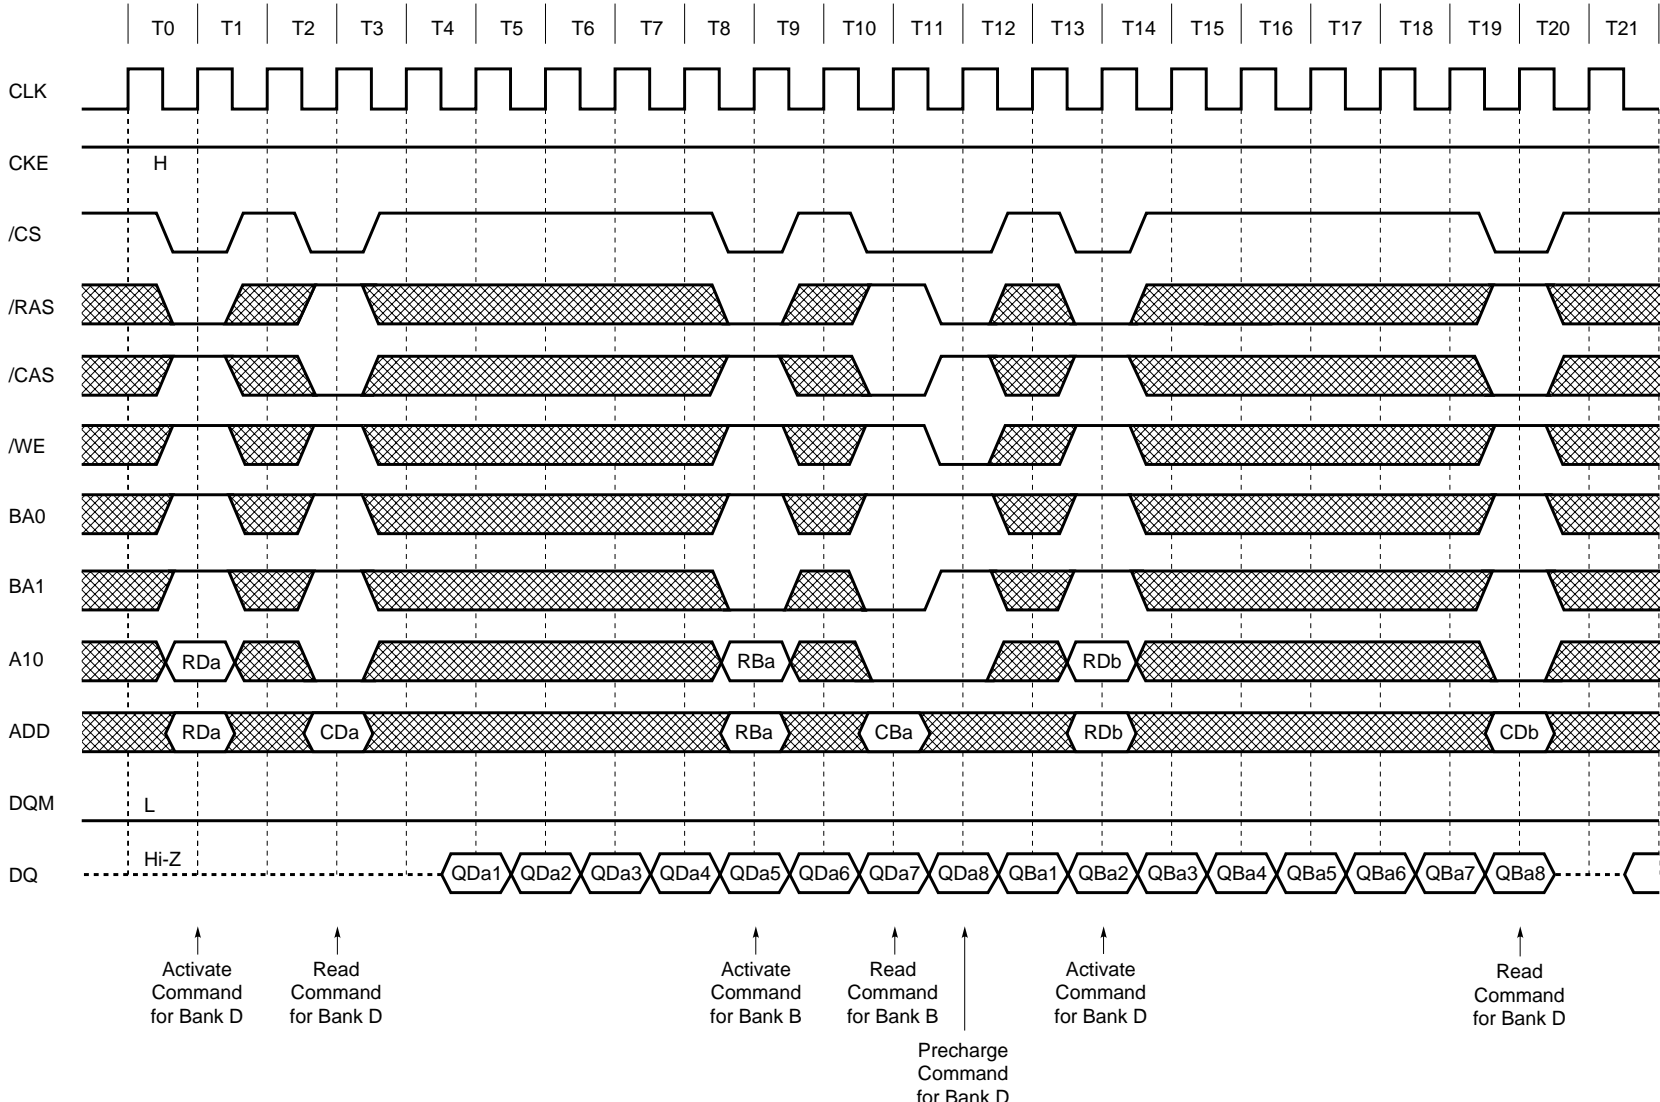 T0 T1 T2 T3 T4 T5 T6 T7 T8 T9 T10 T11 T12 T13 T14 T15 T16 T17 T18 T19 T20 T21
CLK
CKE H
/CS
/RAS
/CAS
/WE
BA0
BA1
A10 RDa RBa RDb
ADD RDa CDa RBa CBa RDb CDb
DQM L
DQ Hi-Z QDa1 QDa2 QDa3 QDa4 QDa5 QDa6 QDa7 QDa8 QBa1 QBa2 QBa3 QBa4 QBa5 QBa6 QBa7 QBa8
Activate
Command
for Bank D
Read
Command
for Bank D
Activate
Command
for Bank B
Read
Command
for Bank B
Precharge
Command
for Bank D
Activate
Command
for Bank D
Read
Command
for Bank D